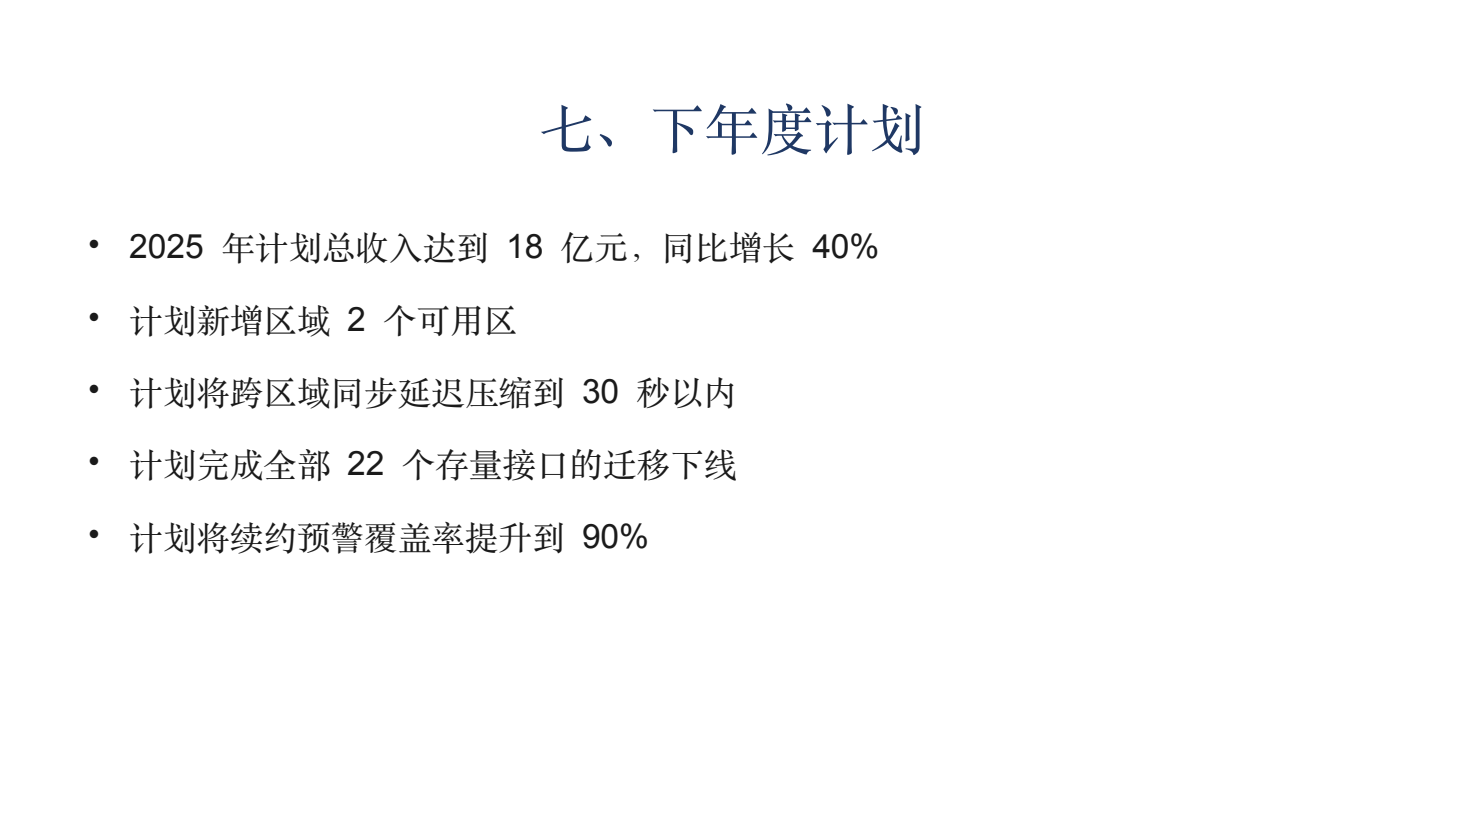 七、下年度计划
• 2025 年计划总收入达到 18 亿元，同比增长 40%
• 计划新增区域 2 个可用区
• 计划将跨区域同步延迟压缩到 30 秒以内
• 计划完成全部 22 个存量接口的迁移下线
• 计划将续约预警覆盖率提升到 90%